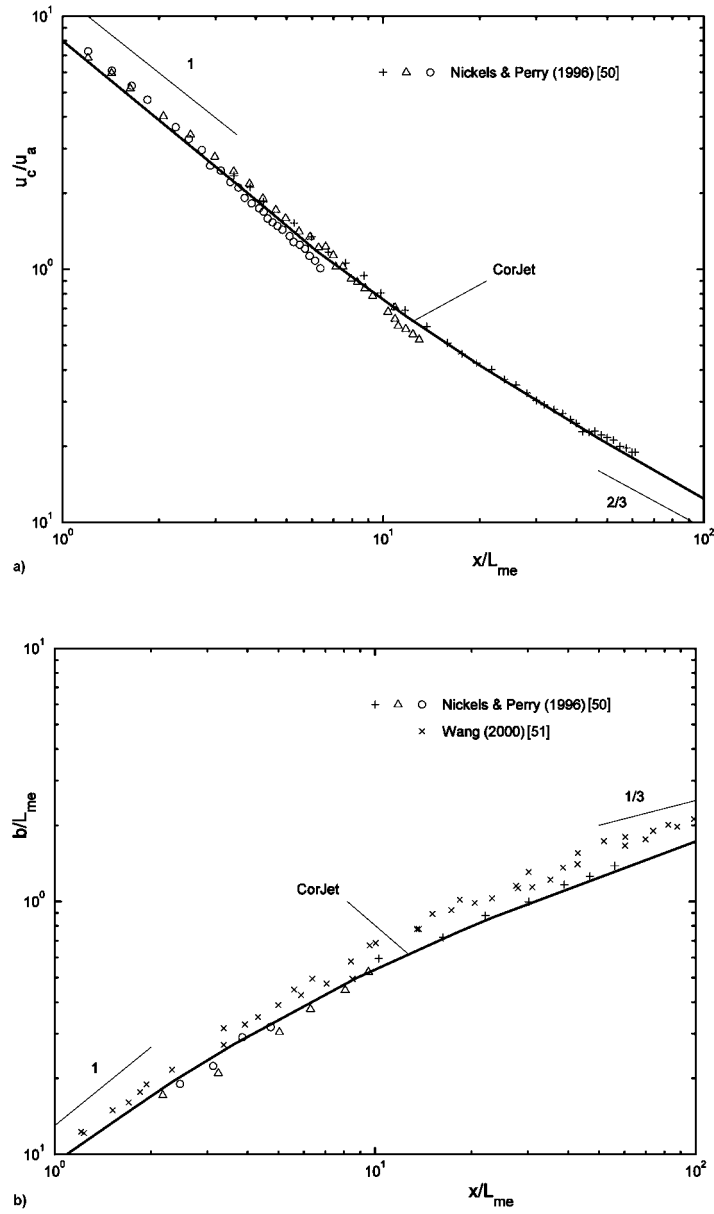 10¹
1
+ △ ○ Nickels & Perry (1996) [50]
u_c/u_a
10⁰
CorJet
2/3
10¹
10⁰ 10¹ 10²
x/L_me
a)
10¹
+ △ ○ Nickels & Perry (1996) [50]
× Wang (2000) [51]
1/3
b/L_me
10⁰
CorJet
1
10¹
10⁰ 10¹ 10²
x/L_me
b)